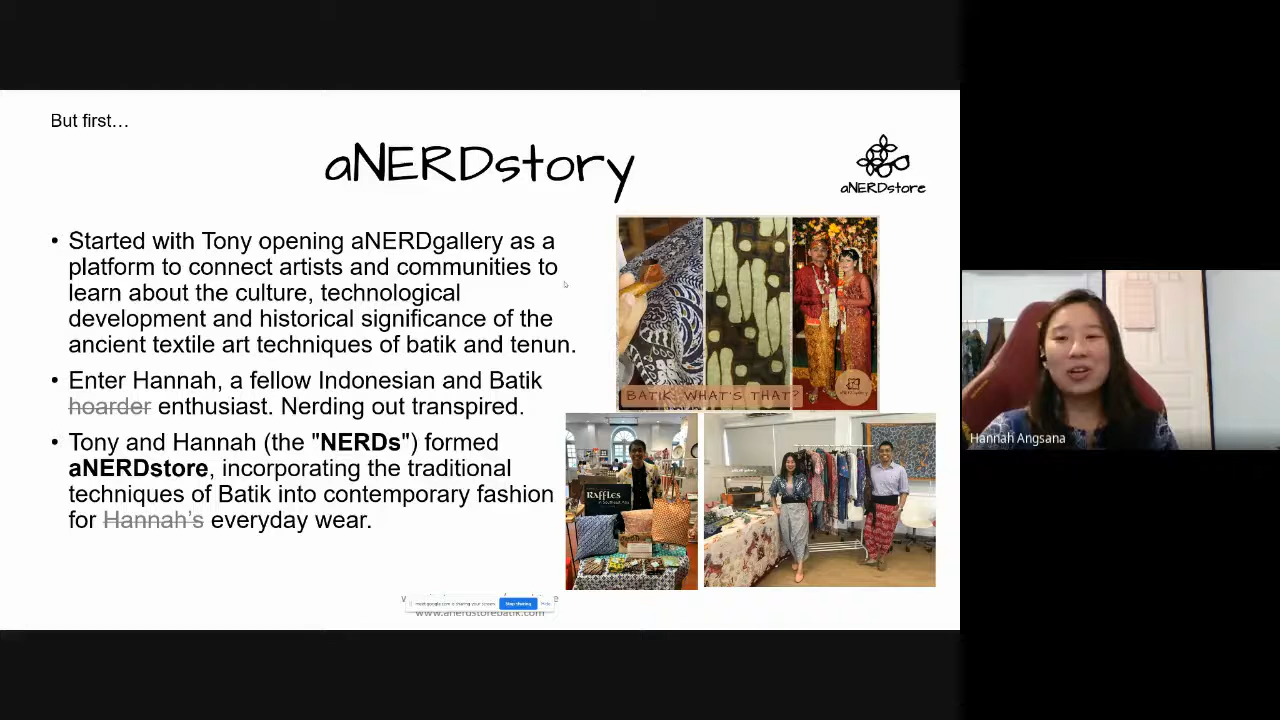 But first…
aNERDstory
aNERDstore
• Started with Tony opening aNERDgallery as a
platform to connect artists and communities to
learn about the culture, technological
development and historical significance of the
ancient textile art techniques of batik and tenun.
• Enter Hannah, a fellow Indonesian and Batik
hoarder enthusiast. Nerding out transpired.
• Tony and Hannah (the "NERDs") formed
aNERDstore, incorporating the traditional
techniques of Batik into contemporary fashion
for Hannah's everyday wear.
BATIK: WHAT'S THAT?
RAFFLES
in Southeast Asia
meet.google.com is sharing your screen.
Stop sharing
Hide
www.anerdstorebatik.com
Hannah Angsana